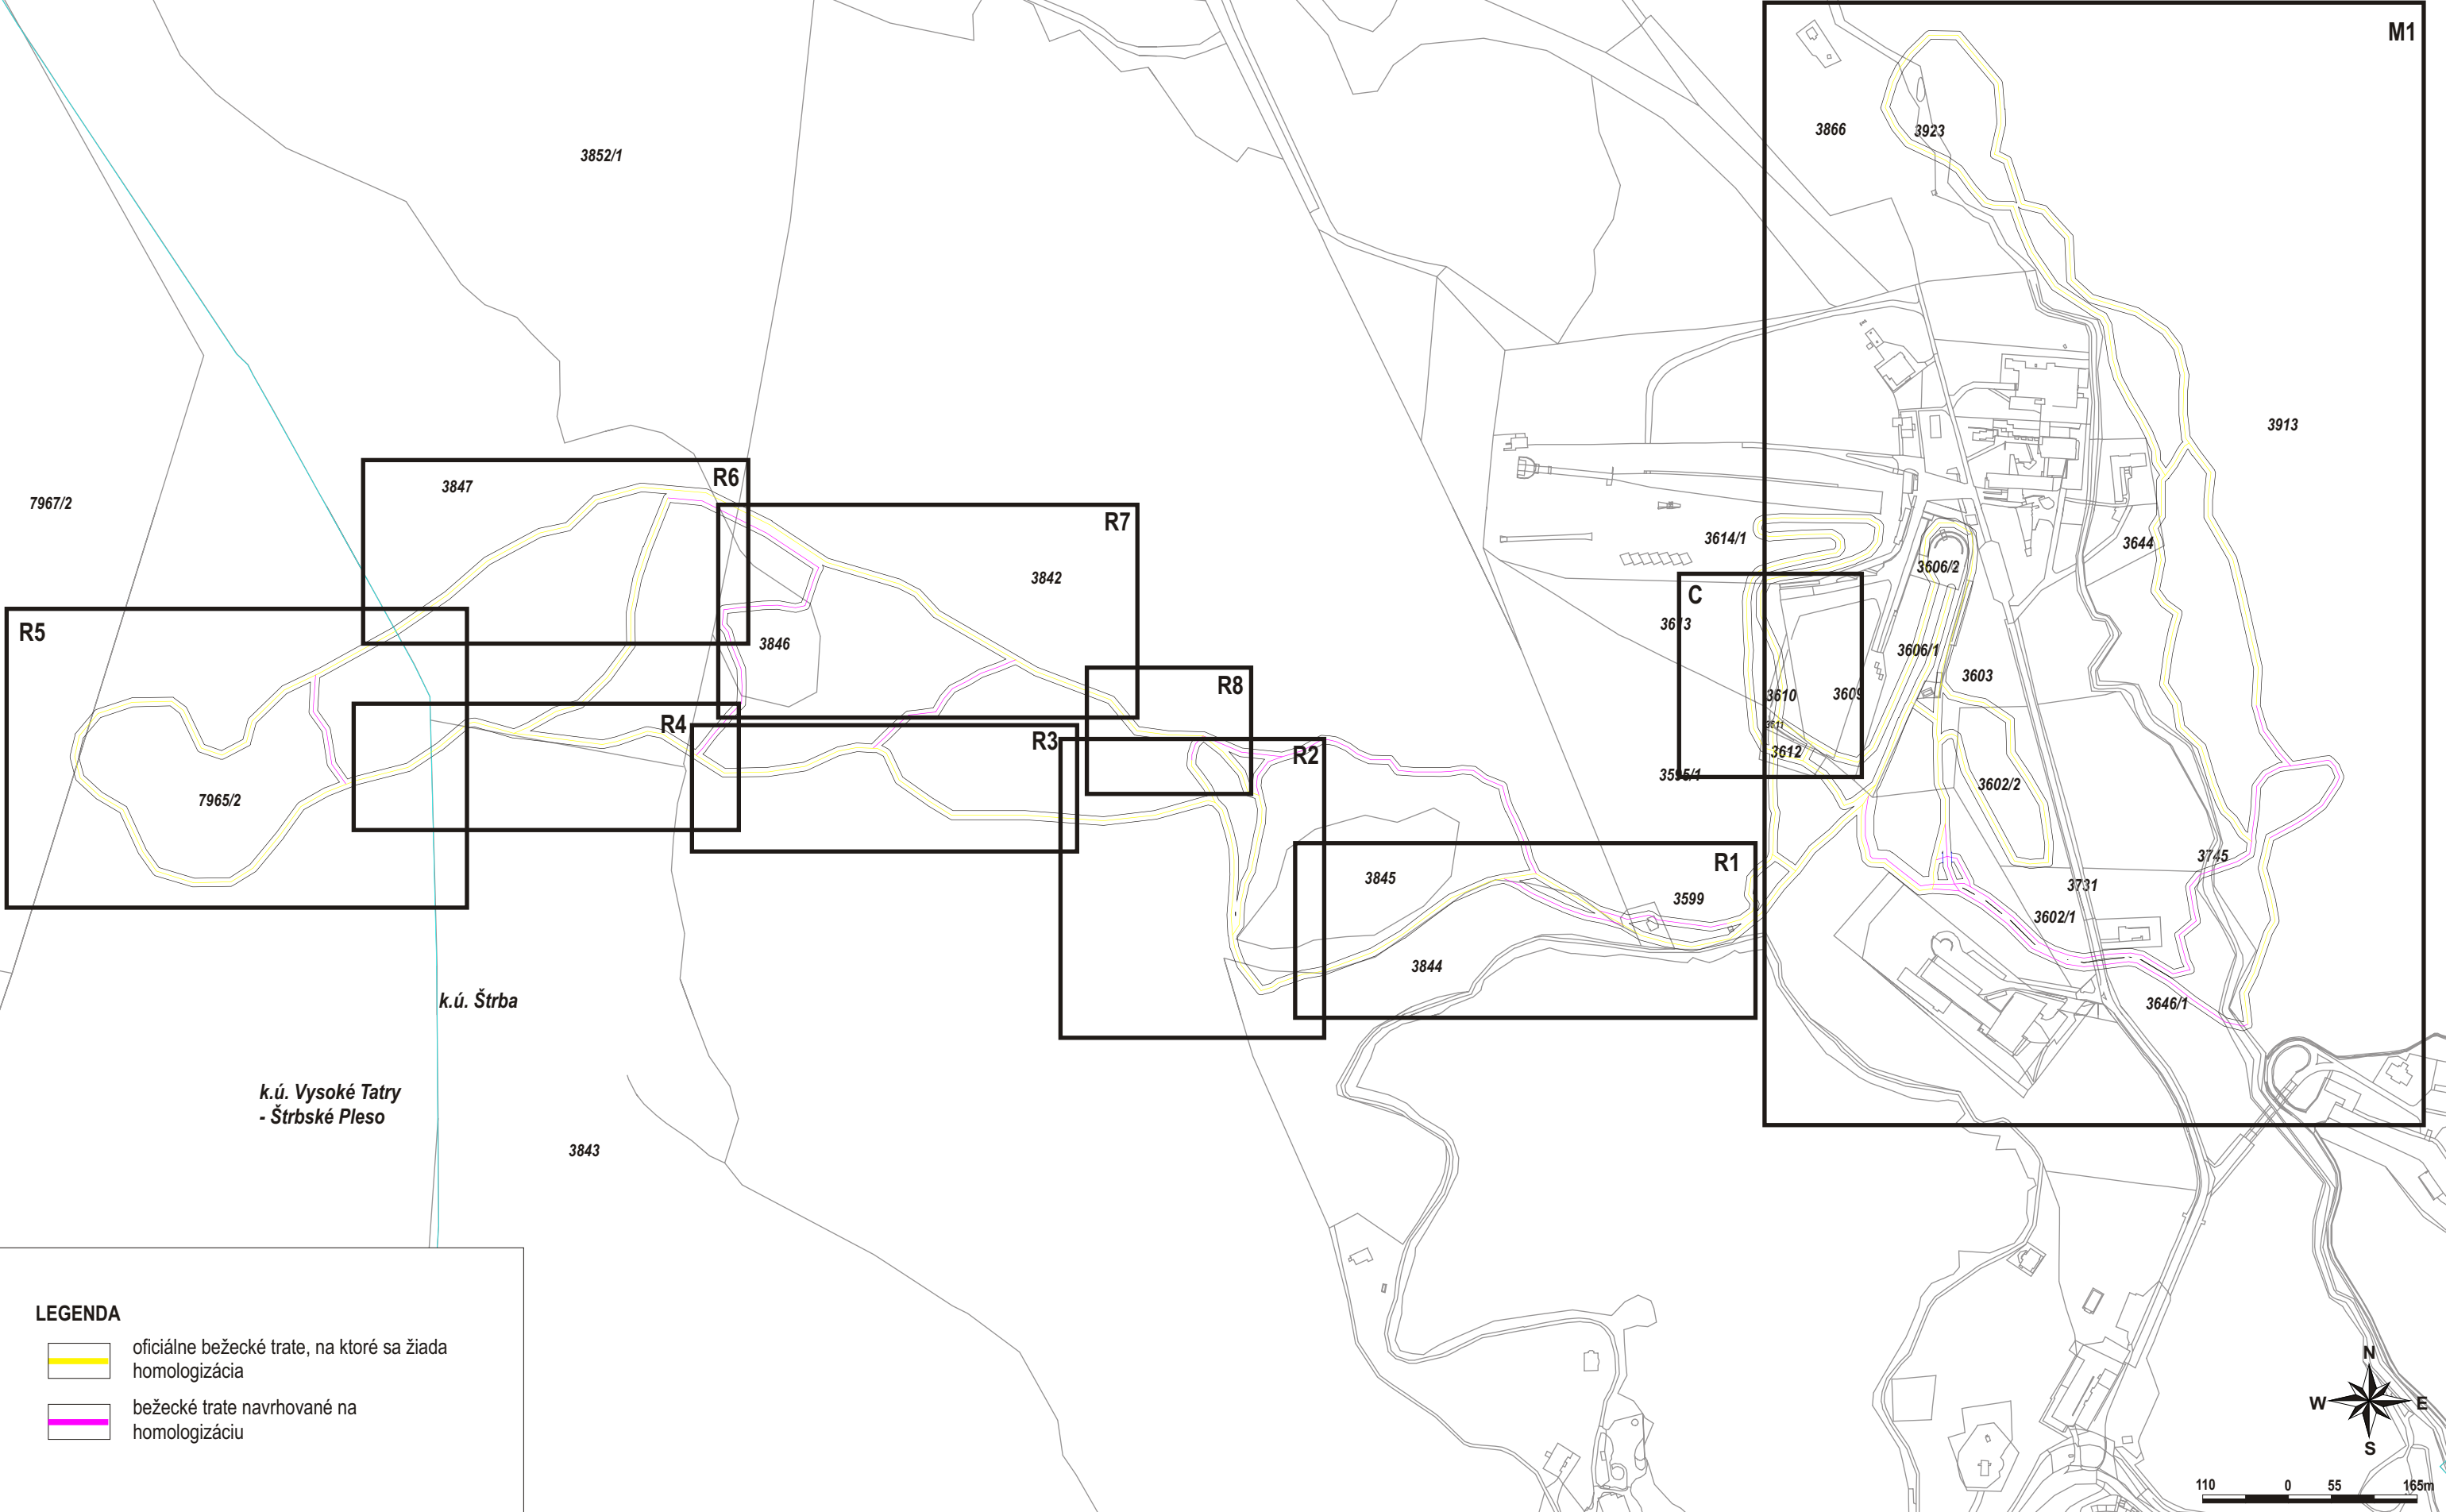 M1
3866
3923
3852/1
3913
3847
R6
7967/2
R7
3614/1
3644
3606/2
3842
C
R5
3613
3846
3606/1
3603
R8
3610
3609
R4
3611
R3
R2
3612
3595/1
3602/2
7965/2
R1
3745
3845
3731
3599
3602/1
3844
k.ú. Štrba
3646/1
k.ú. Vysoké Tatry
- Štrbské Pleso
3843
LEGENDA
oficiálne bežecké trate, na ktoré sa žiada
homologizácia
bežecké trate navrhované na
homologizáciu
N
W
E
S
110 0 55 165m